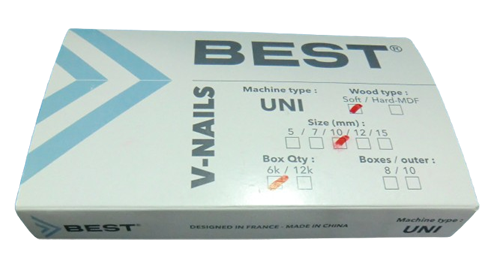 BEST®
V-NAILS
Machine type :
UNI
Wood type :
Soft / Hard-MDF
Size (mm) :
5 / 7 / 10 / 12 / 15
Box Qty :
6k / 12k
Boxes / outer :
8 / 10
BEST
DESIGNED IN FRANCE - MADE IN CHINA
Machine type :
UNI